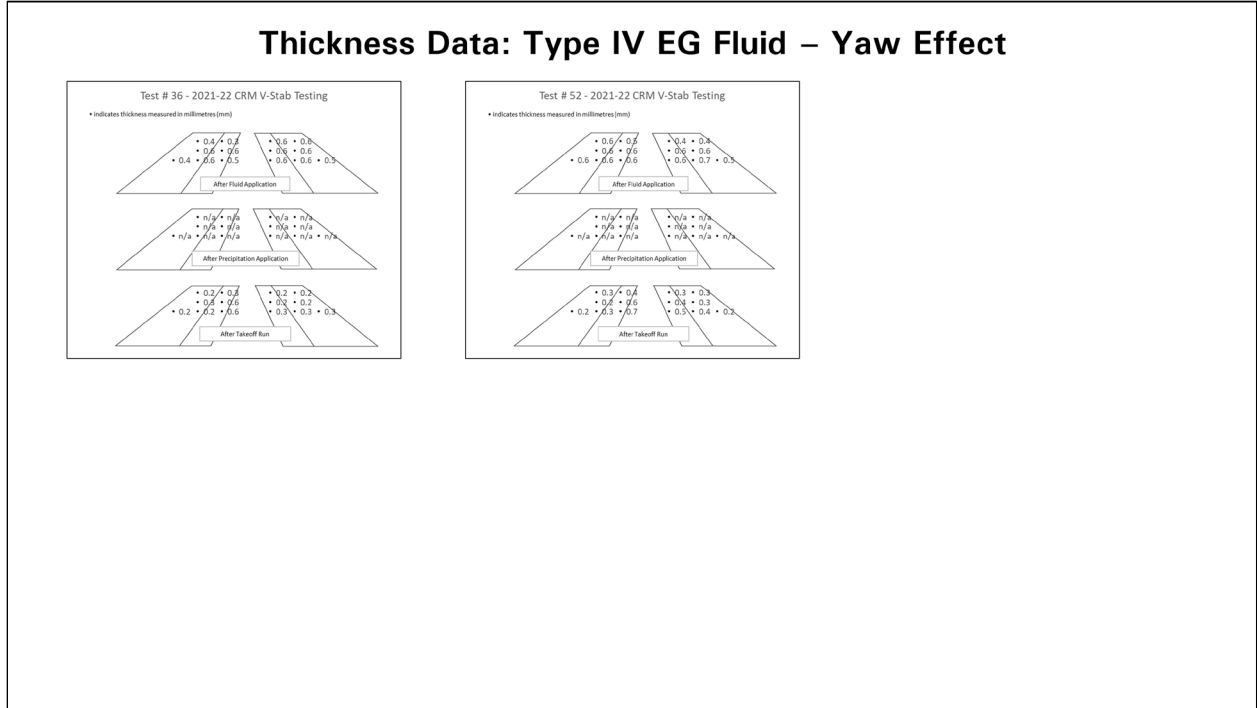 Thickness Data: Type IV EG Fluid – Yaw Effect
Test # 36 - 2021-22 CRM V-Stab Testing
• Indicates thickness measured in millimetres (mm)
• 0.4 • 0.3 • 0.6 • 0.6
• 0.6 • 0.6 • 0.6 • 0.6
• 0.4 • 0.6 • 0.5 • 0.6 • 0.6 • 0.5
After Fluid Application
• n/a • n/a • n/a • n/a
• n/a • n/a • n/a • n/a
• n/a • n/a • n/a • n/a • n/a • n/a
After Precipitation Application
• 0.2 • 0.3 • 0.2 • 0.2
• 0.3 • 0.6 • 0.2 • 0.2
• 0.2 • 0.2 • 0.6 • 0.3 • 0.3 • 0.3
After Takeoff Run
Test # 52 - 2021-22 CRM V-Stab Testing
• Indicates thickness measured in millimetres (mm)
• 0.6 • 0.5 • 0.4 • 0.4
• 0.6 • 0.6 • 0.6 • 0.6
• 0.6 • 0.6 • 0.6 • 0.6 • 0.7 • 0.5
After Fluid Application
• n/a • n/a • n/a • n/a
• n/a • n/a • n/a • n/a
• n/a • n/a • n/a • n/a • n/a • n/a
After Precipitation Application
• 0.3 • 0.4 • 0.3 • 0.3
• 0.2 • 0.6 • 0.4 • 0.3
• 0.2 • 0.3 • 0.7 • 0.5 • 0.4 • 0.2
After Takeoff Run